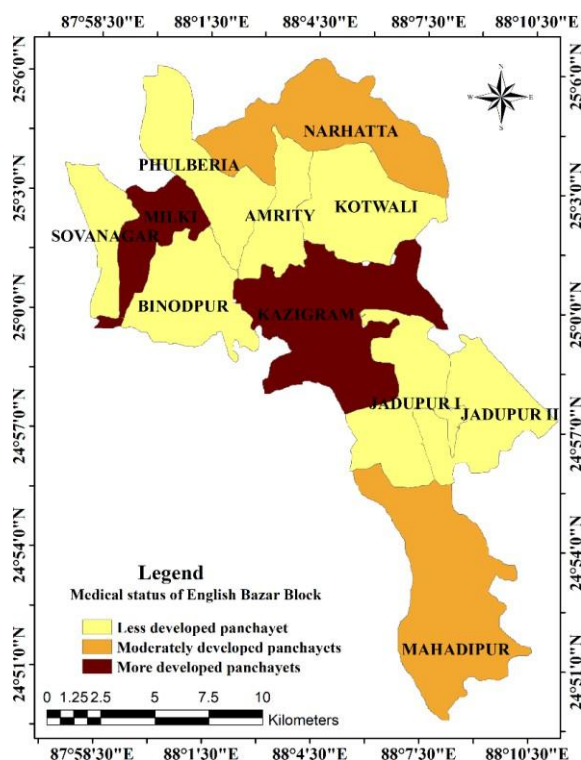 87°58'30"E 88°1'30"E 88°4'30"E 88°7'30"E 88°10'30"E
25°6'0"N
25°6'0"N
N
W E
S
NARHATTA
PHULBERIA
25°3'0"N
25°3'0"N
MILKI
AMRITY
KOTWALI
SOVANAGAR
BINODPUR
KAZIGRAM
25°0'0"N
25°0'0"N
JADUPUR I
JADUPUR II
24°57'0"N
24°57'0"N
24°54'0"N
24°54'0"N
Legend
Medical status of English Bazar Block
Less developed panchayet
Moderately developed panchayets
More developed panchayets
MAHADIPUR
24°51'0"N
24°51'0"N
0 1.25 2.5 5 7.5 10
Kilometers
87°58'30"E 88°1'30"E 88°4'30"E 88°7'30"E 88°10'30"E